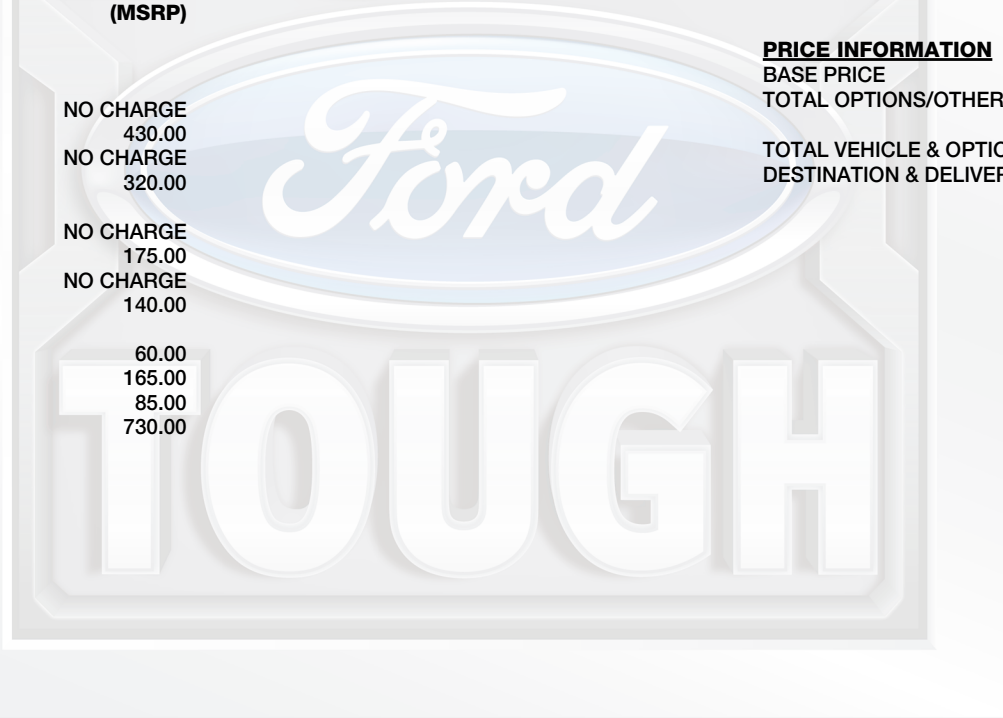 (MSRP)
NO CHARGE
430.00
NO CHARGE
320.00
NO CHARGE
175.00
NO CHARGE
140.00
60.00
165.00
85.00
730.00
PRICE INFORMATION
BASE PRICE
TOTAL OPTIONS/OTHER
TOTAL VEHICLE & OPTIO
DESTINATION & DELIVER
Ford
TOUGH